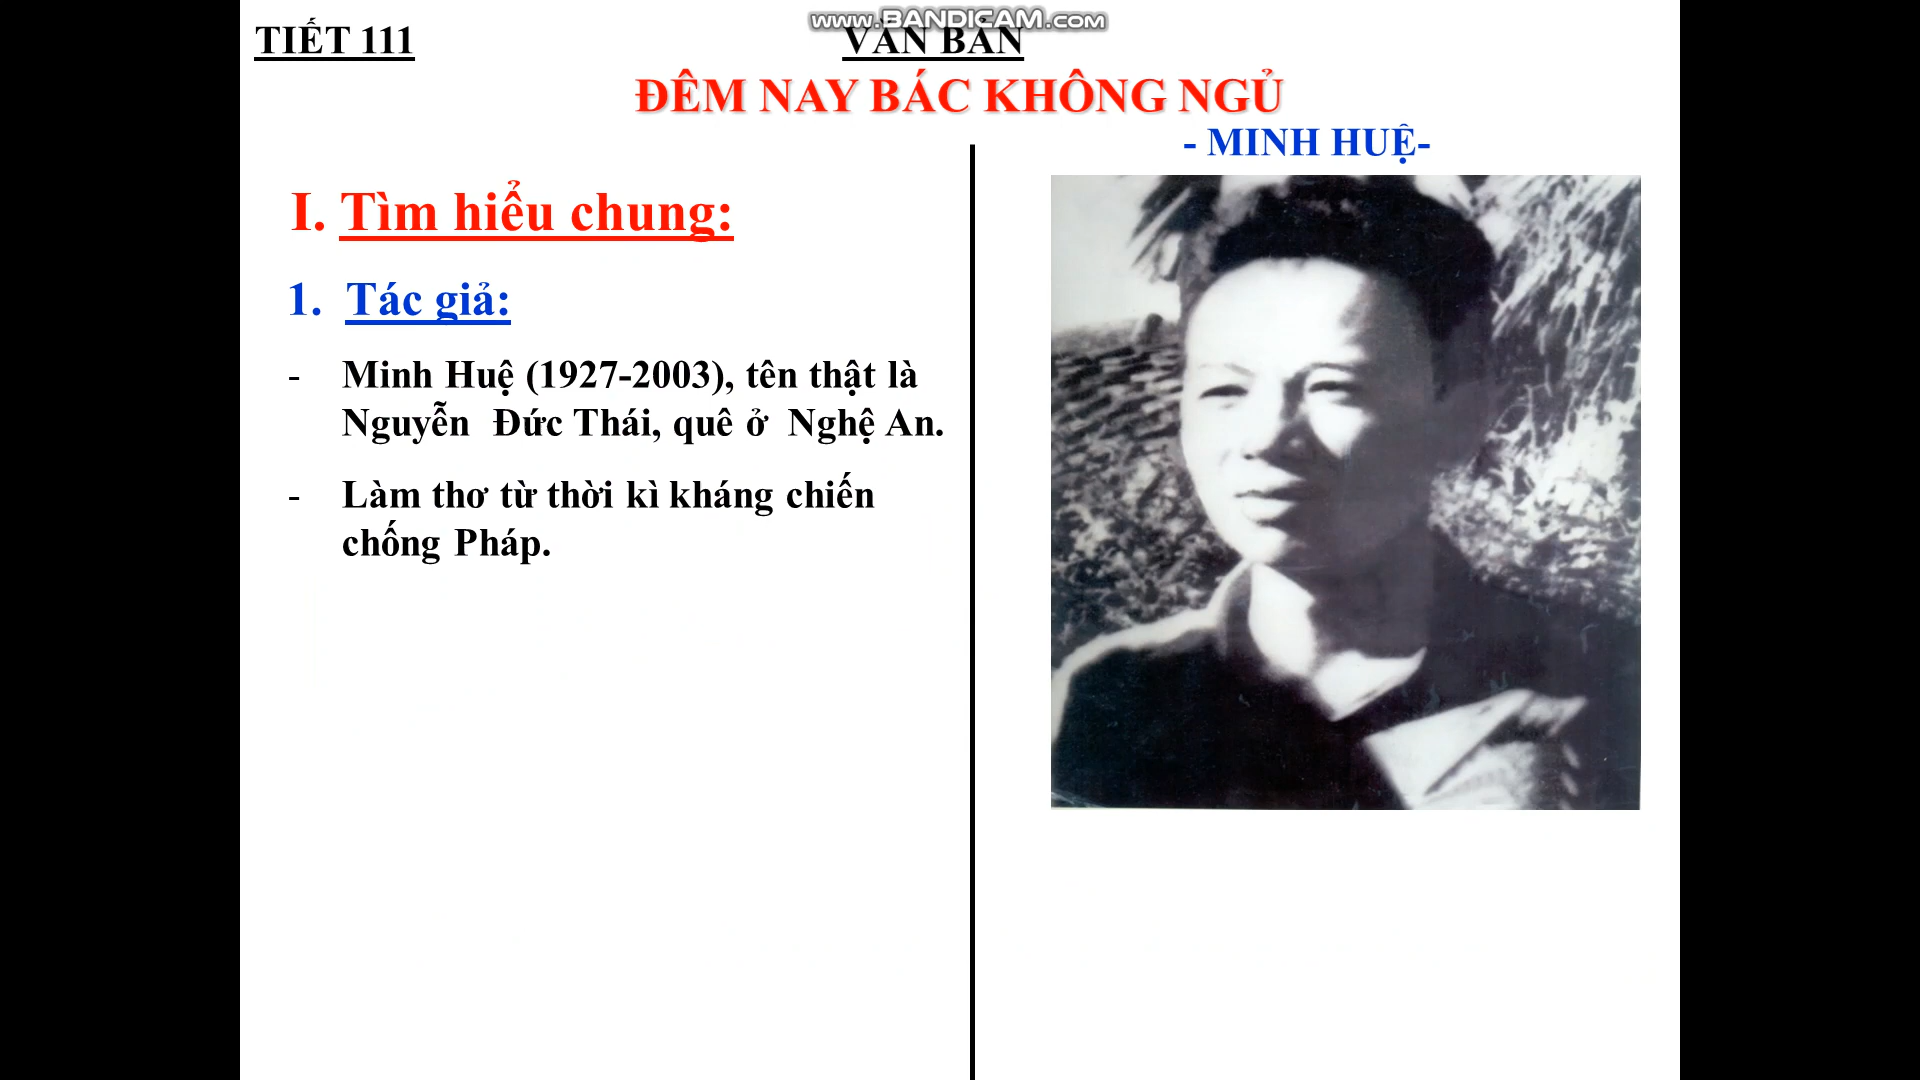 www.BANDICAM.com
TIẾT 111
VĂN BẢN
ĐÊM NAY BÁC KHÔNG NGỦ
- MINH HUỆ-
I. Tìm hiểu chung:
1. Tác giả:
- Minh Huệ (1927-2003), tên thật là
Nguyễn Đức Thái, quê ở Nghệ An.
- Làm thơ từ thời kì kháng chiến
chống Pháp.